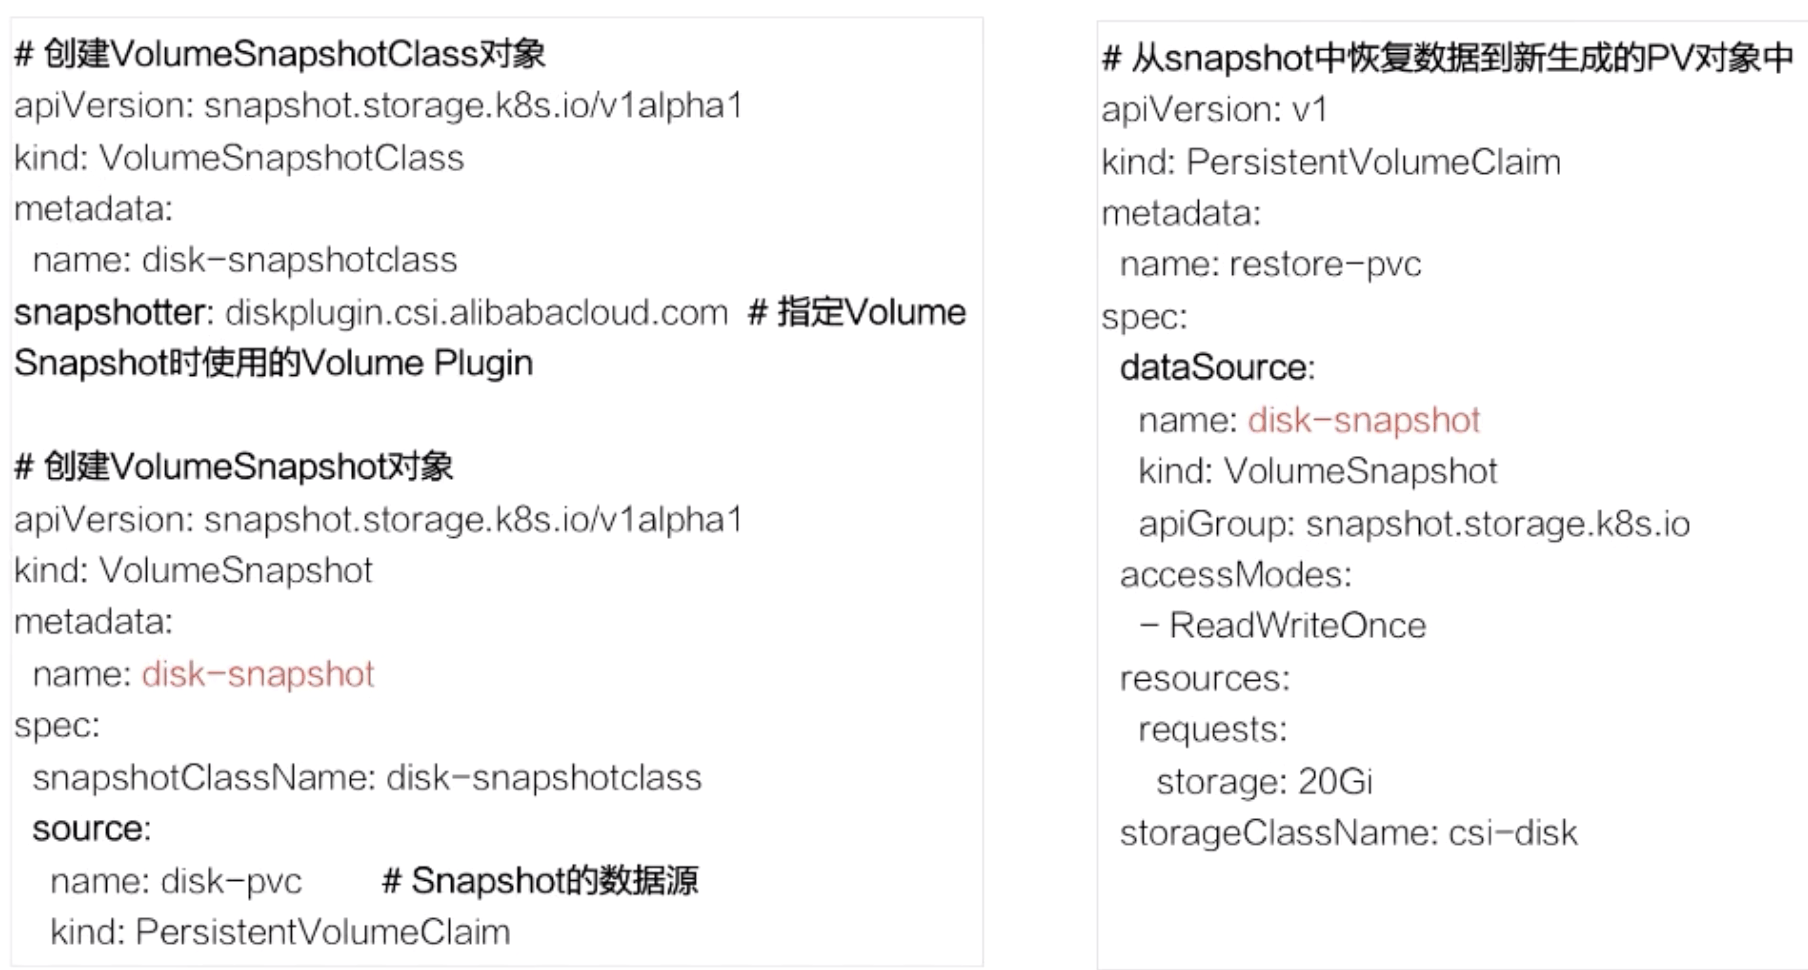 # 创建VolumeSnapshotClass对象
apiVersion: snapshot.storage.k8s.io/v1alpha1
kind: VolumeSnapshotClass
metadata:
  name: disk-snapshotclass
snapshotter: diskplugin.csi.alibabacloud.com  # 指定Volume
Snapshot时使用的Volume Plugin

# 创建VolumeSnapshot对象
apiVersion: snapshot.storage.k8s.io/v1alpha1
kind: VolumeSnapshot
metadata:
  name: disk-snapshot
spec:
  snapshotClassName: disk-snapshotclass
  source:
    name: disk-pvc        # Snapshot的数据源
    kind: PersistentVolumeClaim

# 从snapshot中恢复数据到新生成的PV对象中
apiVersion: v1
kind: PersistentVolumeClaim
metadata:
  name: restore-pvc
spec:
  dataSource:
    name: disk-snapshot
    kind: VolumeSnapshot
    apiGroup: snapshot.storage.k8s.io
  accessModes:
    - ReadWriteOnce
  resources:
    requests:
      storage: 20Gi
  storageClassName: csi-disk